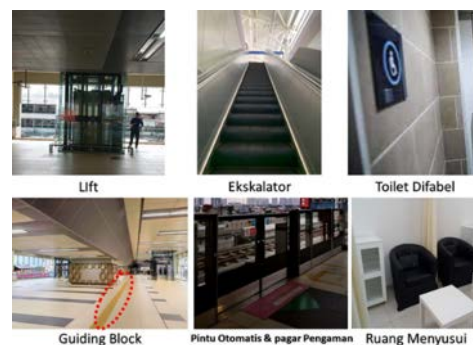 LIft
Ekskalator
Toilet Difabel
Guiding Block
Pintu Otomatis & pagar Pengaman
Ruang Menyusui